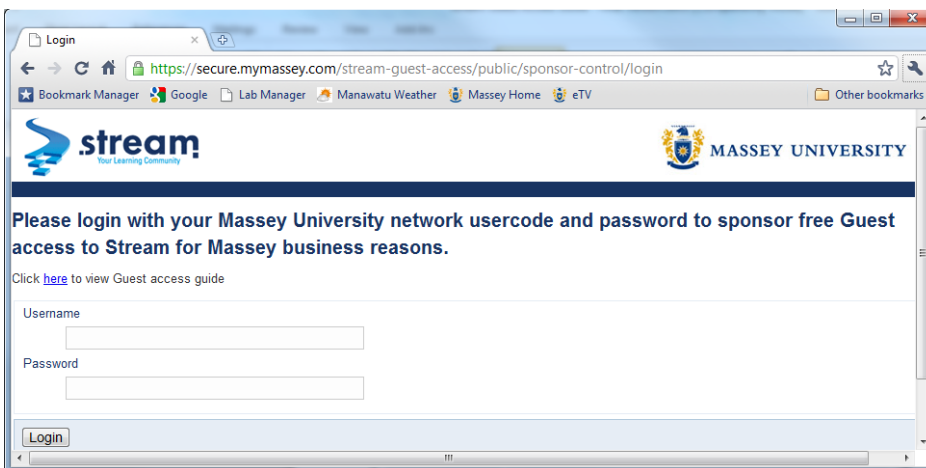 Login
https://secure.mymassey.com/stream-guest-access/public/sponsor-control/login
Bookmark Manager Google Lab Manager Manawatu Weather Massey Home eTV Other bookmarks
stream
Your Learning Community
MASSEY UNIVERSITY
Please login with your Massey University network usercode and password to sponsor free Guest
access to Stream for Massey business reasons.
Click here to view Guest access guide
Username
Password
Login